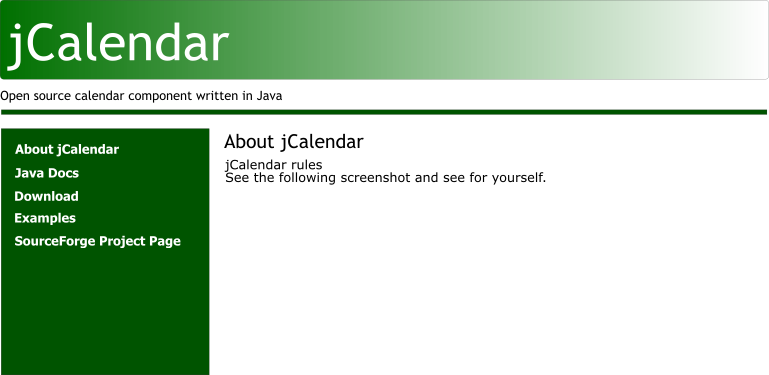 jCalendar
Open source calendar component written in Java
About jCalendar
Java Docs
Download
Examples
SourceForge Project Page
About jCalendar
jCalendar rules
See the following screenshot and see for yourself.